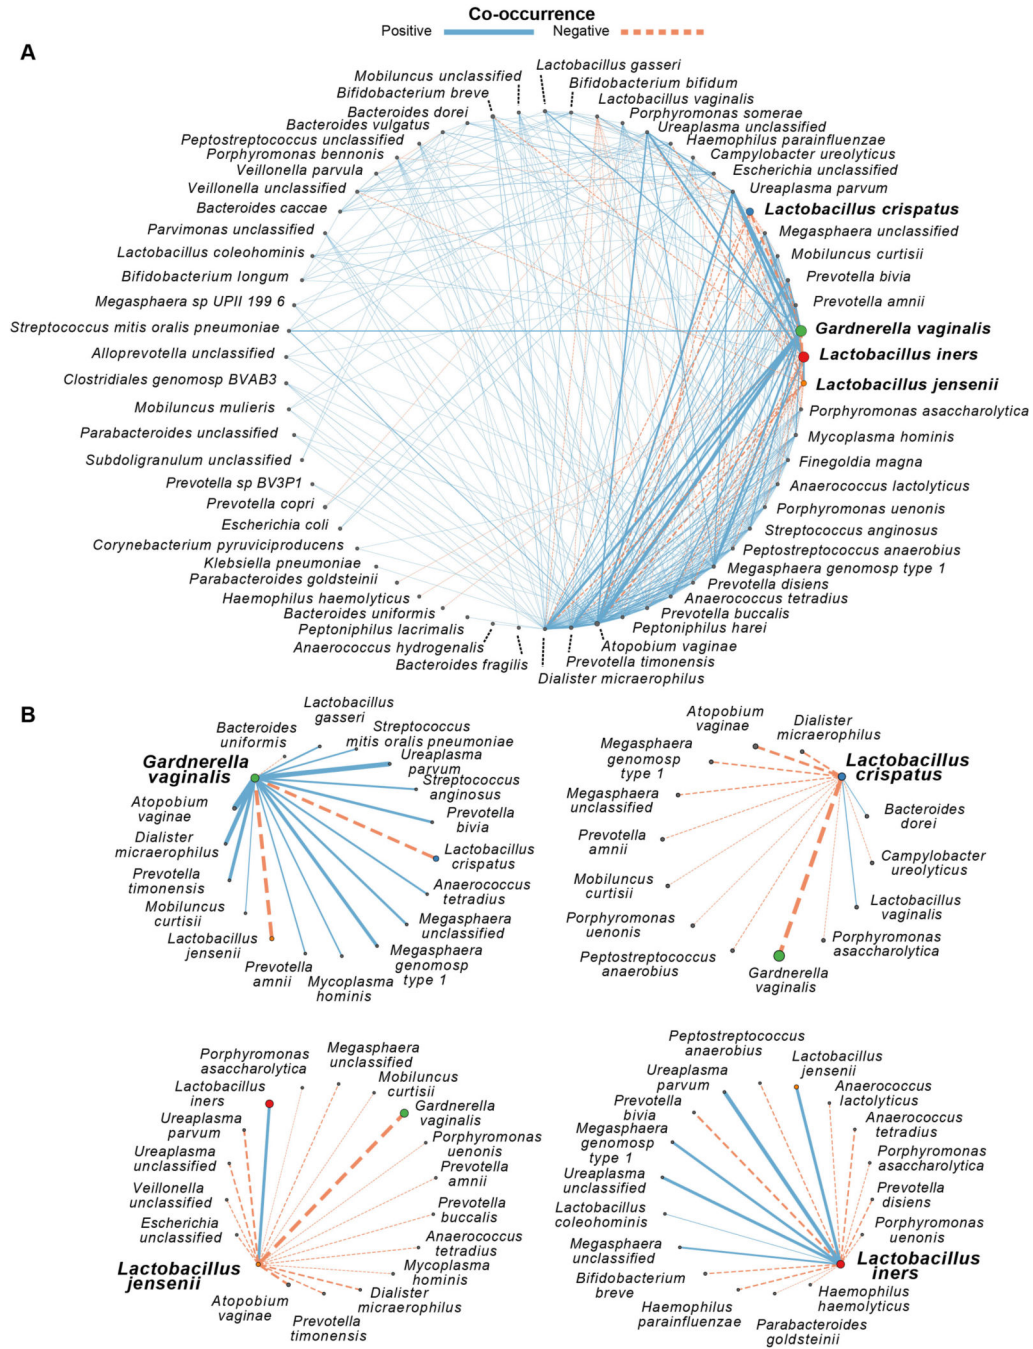 Co-occurrence
Positive
Negative
A
Mobiluncus unclassified
Bifidobacterium breve
Bacteroides dorei
Bacteroides vulgatus
Peptostreptococcus unclassified
Porphyromonas bennonis
Veillonella parvula
Veillonella unclassified
Bacteroides caccae
Parvimonas unclassified
Lactobacillus coleohominis
Bifidobacterium longum
Megasphaera sp UPII 199 6
Streptococcus mitis oralis pneumoniae
Alloprevotella unclassified
Clostridiales genomosp BVAB3
Mobiluncus mulieris
Parabacteroides unclassified
Subdoligranulum unclassified
Prevotella sp BV3P1
Prevotella copri
Escherichia coli
Corynebacterium pyruviciproducens
Klebsiella pneumoniae
Parabacteroides goldsteinii
Haemophilus haemolyticus
Bacteroides uniformis
Peptoniphilus lacrimalis
Anaerococcus hydrogenalis
Bacteroides fragilis
Lactobacillus gasseri
Bifidobacterium bifidum
Lactobacillus vaginalis
Porphyromonas somerae
Ureaplasma unclassified
Haemophilus parainfluenzae
Campylobacter ureolyticus
Escherichia unclassified
Ureaplasma parvum
Lactobacillus crispatus
Megasphaera unclassified
Mobiluncus curtisii
Prevotella bivia
Prevotella amnii
Gardnerella vaginalis
Lactobacillus iners
Lactobacillus jensenii
Porphyromonas asaccharolytica
Mycoplasma hominis
Finegoldia magna
Anaerococcus lactolyticus
Porphyromonas uenonis
Streptococcus anginosus
Peptostreptococcus anaerobius
Megasphaera genomosp type 1
Prevotella disiens
Anaerococcus tetradius
Prevotella buccalis
Peptoniphilus harei
Atopobium vaginae
Prevotella timonensis
Dialister micraerophilus
B
Gardnerella
vaginalis
Bacteroides
uniformis
Lactobacillus
gasseri
Streptococcus
mitis oralis pneumoniae
Ureaplasma
parvum
Streptococcus
anginosus
Prevotella
bivia
Lactobacillus
crispatus
Anaerococcus
tetradius
Megasphaera
unclassified
Megasphaera
genomosp
type 1
Mycoplasma
hominis
Prevotella
amnii
Lactobacillus
jensenii
Mobiluncus
curtisii
Prevotella
timonensis
Dialister
micraerophilus
Atopobium
vaginae
Lactobacillus
crispatus
Dialister
micraerophilus
Atopobium
vaginae
Megasphaera
genomosp
type 1
Megasphaera
unclassified
Prevotella
amnii
Mobiluncus
curtisii
Porphyromonas
uenonis
Peptostreptococcus
anaerobius
Gardnerella
vaginalis
Porphyromonas
asaccharolytica
Lactobacillus
vaginalis
Campylobacter
ureolyticus
Bacteroides
dorei
Porphyromonas
asaccharolytica
Megasphaera
unclassified
Mobiluncus
curtisii
Gardnerella
vaginalis
Porphyromonas
uenonis
Prevotella
amnii
Prevotella
buccalis
Anaerococcus
tetradius
Mycoplasma
hominis
Dialister
micraerophilus
Prevotella
timonensis
Atopobium
vaginae
Lactobacillus
jensenii
Escherichia
unclassified
Veillonella
unclassified
Ureaplasma
unclassified
Ureaplasma
parvum
Lactobacillus
iners
Peptostreptococcus
anaerobius
Lactobacillus
jensenii
Anaerococcus
lactolyticus
Anaerococcus
tetradius
Porphyromonas
asaccharolytica
Prevotella
disiens
Porphyromonas
uenonis
Lactobacillus
iners
Haemophilus
haemolyticus
Parabacteroides
goldsteinii
Haemophilus
parainfluenzae
Bifidobacterium
breve
Megasphaera
unclassified
Lactobacillus
coleohominis
Ureaplasma
unclassified
Megasphaera
genomosp
type 1
Prevotella
bivia
Ureaplasma
parvum